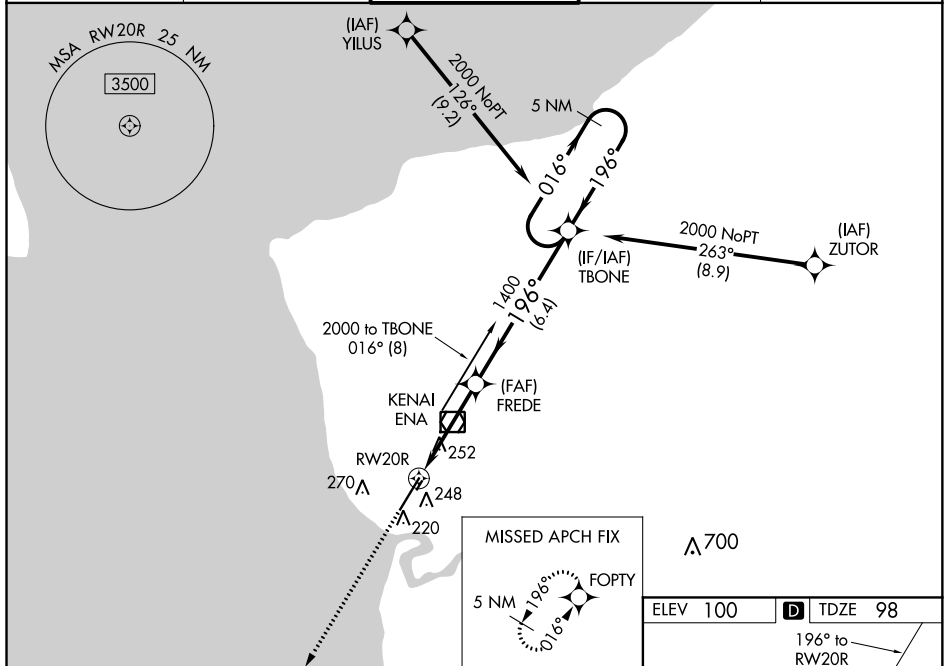 MSA RW20R 25 NM
3500
(IAF)
YILUS
2000 NoPT
126°
(9.2)
5 NM
016°
196°
(IF/IAF)
TBONE
2000 NoPT
263°
(8.9)
(IAF)
ZUTOR
1400
196°
(6.4)
2000 to TBONE
016° (8)
(FAF)
FREDE
KENAI
ENA
252
RW20R
270
248
220
MISSED APCH FIX
FOPTY
5 NM
196°
016°
700
ELEV 100
D
TDZE 98
196° to
RW20R